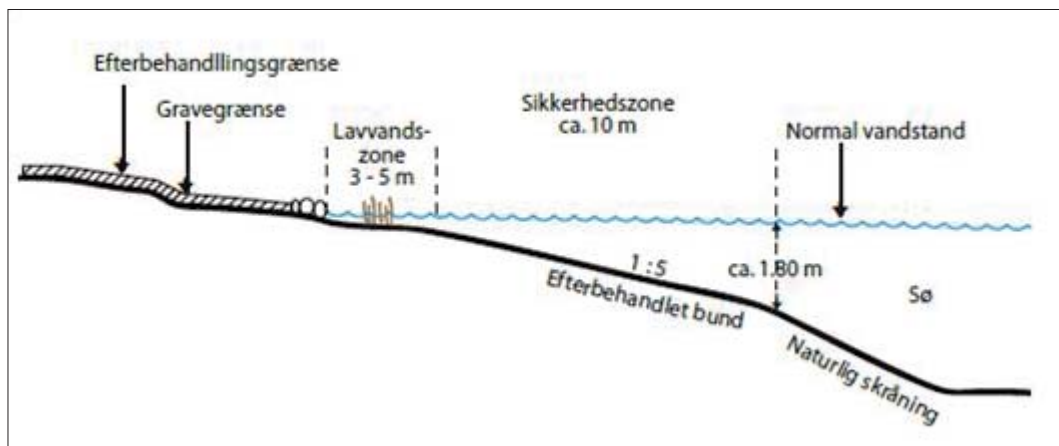 Efterbehandllingsgrænse
Gravegrænse
Lavvands-
zone
3 - 5 m
Sikkerhedszone
ca. 10 m
Normal vandstand
1 : 5
ca. 1.80 m
Efterbehandlet bund
Sø
Naturlig skråning